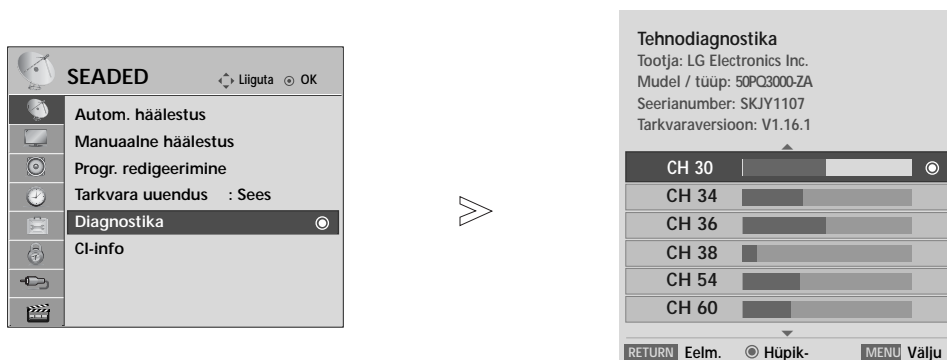 SEADED
Liiguta
OK
Autom. häälestus
Manuaalne häälestus
Progr. redigeerimine
Tarkvara uuendus : Sees
Diagnostika
CI-info
Tehnodiagnostika
Tootja: LG Electronics Inc.
Mudel / tüüp: 50PQ3000-ZA
Seerianumber: SKJY1107
Tarkvaraversioon: V1.16.1
CH 30
CH 34
CH 36
CH 38
CH 54
CH 60
RETURN Eelm. Hüpik- MENU Välju